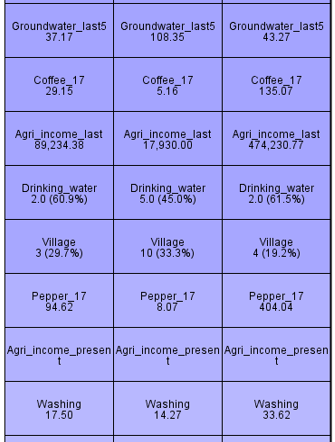 Groundwater_last5 Groundwater_last5 Groundwater_last5
37.17 108.35 43.27
Coffee_17 Coffee_17 Coffee_17
29.15 5.16 135.07
Agri_income_last Agri_income_last Agri_income_last
89,234.38 17,930.00 474,230.77
Drinking_water Drinking_water Drinking_water
2.0 (60.9%) 5.0 (45.0%) 2.0 (61.5%)
Village Village Village
3 (29.7%) 10 (33.3%) 4 (19.2%)
Pepper_17 Pepper_17 Pepper_17
94.62 8.07 404.04
Agri_income_presen Agri_income_presen Agri_income_presen
t t t
Washing Washing Washing
17.50 14.27 33.62